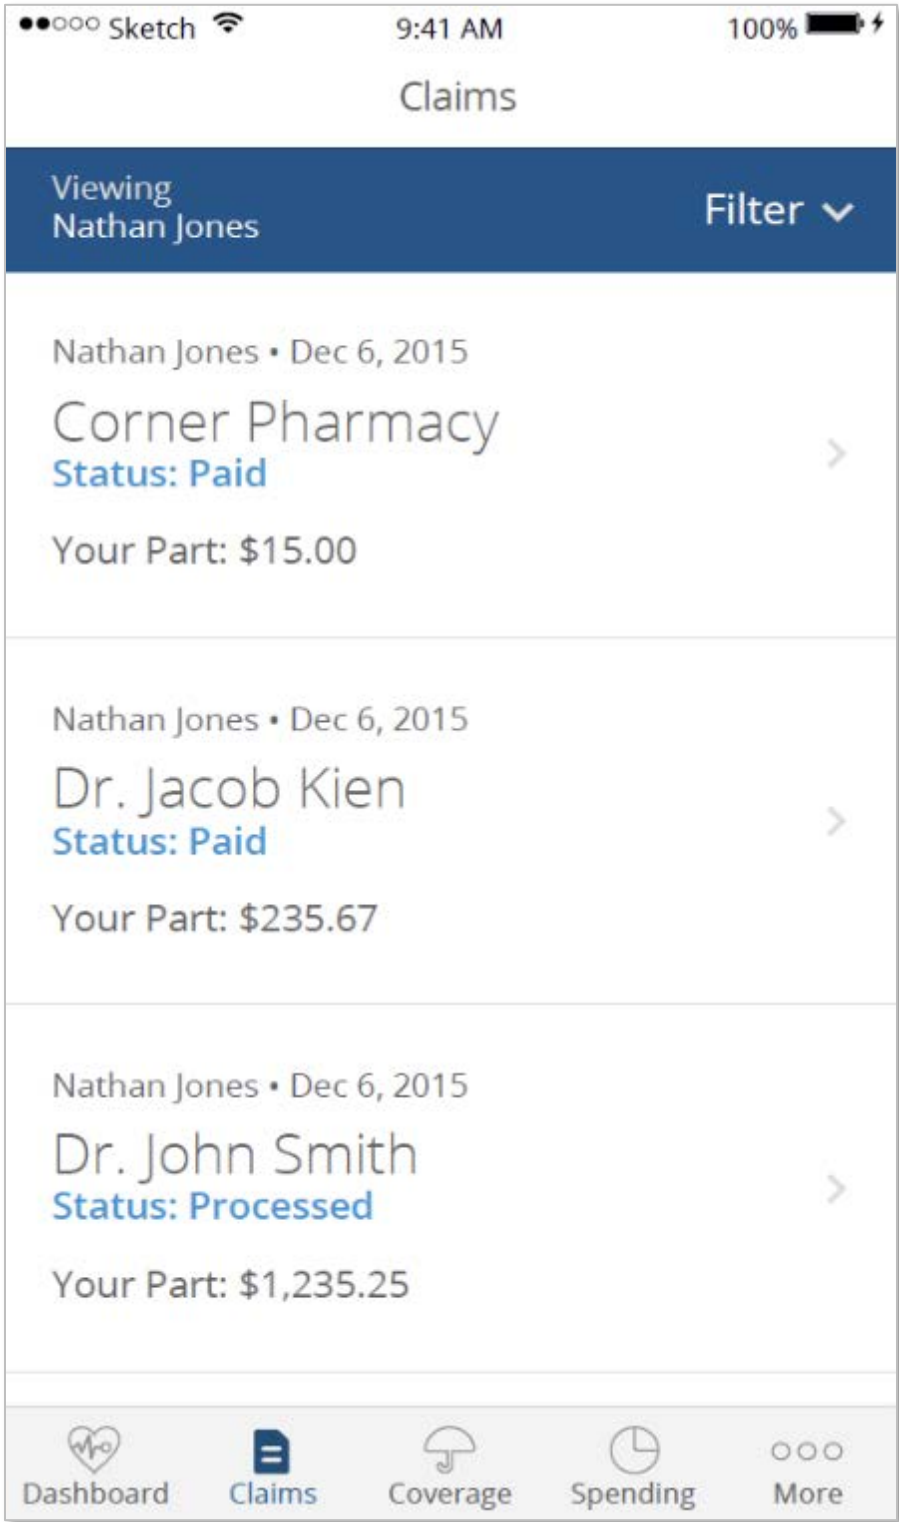 Sketch 9:41 AM 100%
Claims
Viewing
Nathan Jones
Filter
Nathan Jones • Dec 6, 2015
Corner Pharmacy
Status: Paid
Your Part: $15.00
Nathan Jones • Dec 6, 2015
Dr. Jacob Kien
Status: Paid
Your Part: $235.67
Nathan Jones • Dec 6, 2015
Dr. John Smith
Status: Processed
Your Part: $1,235.25
Dashboard Claims Coverage Spending More